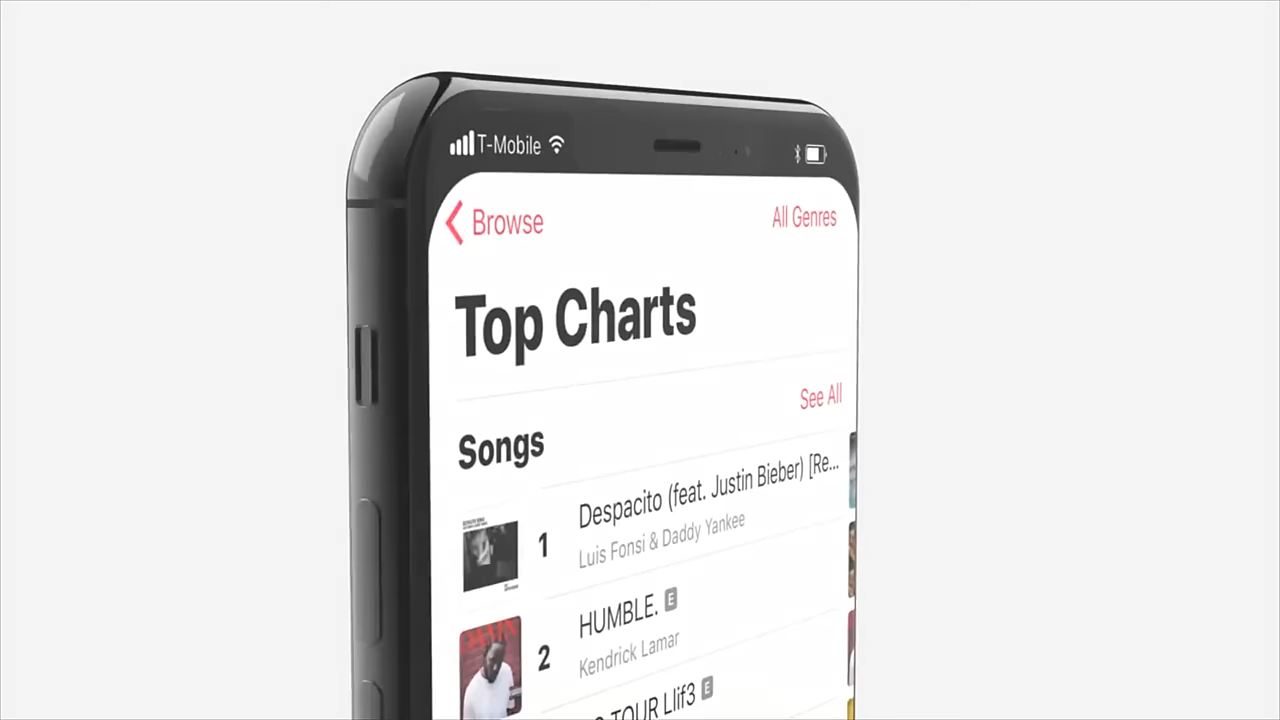 T-Mobile
Browse
All Genres
Top Charts
See All
Songs
1
Despacito (feat. Justin Bieber) [Re...
Luis Fonsi & Daddy Yankee
2
HUMBLE. E
Kendrick Lamar
TOUR Llif3 E